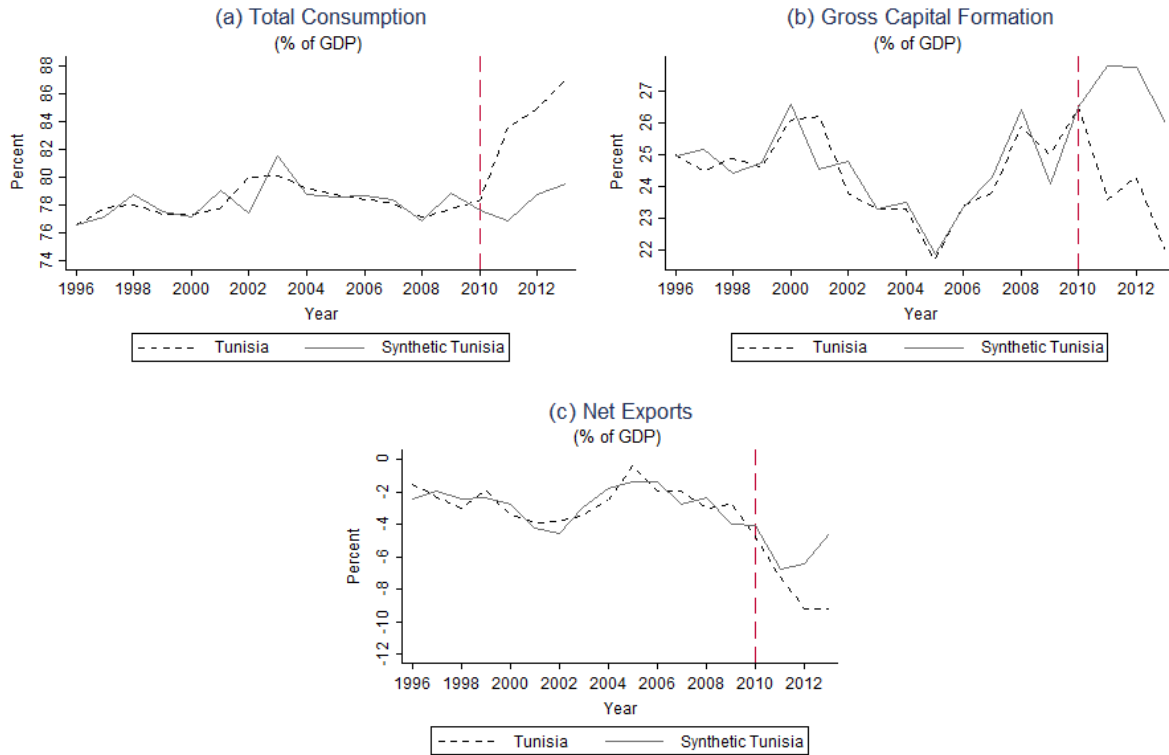 (a) Total Consumption
(% of GDP)
88
86
84
82
80
78
76
74
Percent
1996 1998 2000 2002 2004 2006 2008 2010 2012
Year
Tunisia Synthetic Tunisia
(b) Gross Capital Formation
(% of GDP)
27
26
25
24
23
22
Percent
1996 1998 2000 2002 2004 2006 2008 2010 2012
Year
Tunisia Synthetic Tunisia
(c) Net Exports
(% of GDP)
0
-2
-4
-6
-8
-10
-12
Percent
1996 1998 2000 2002 2004 2006 2008 2010 2012
Year
Tunisia Synthetic Tunisia